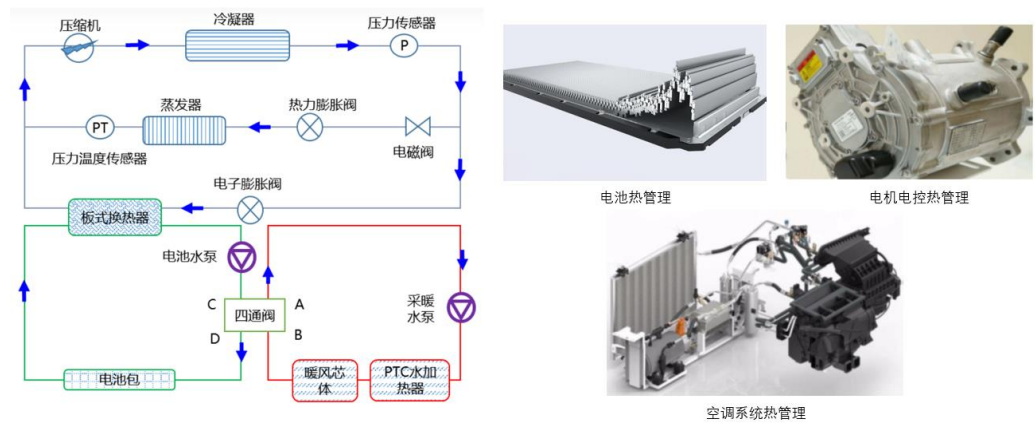 压缩机
冷凝器
压力传感器
P
蒸发器
热力膨胀阀
PT
压力温度传感器
电磁阀
电子膨胀阀
板式换热器
电池水泵
C
A
四通阀
D
B
采暖
水泵
电池包
暖风芯
体
PTC水加
热器
电池热管理
电机电控热管理
空调系统热管理